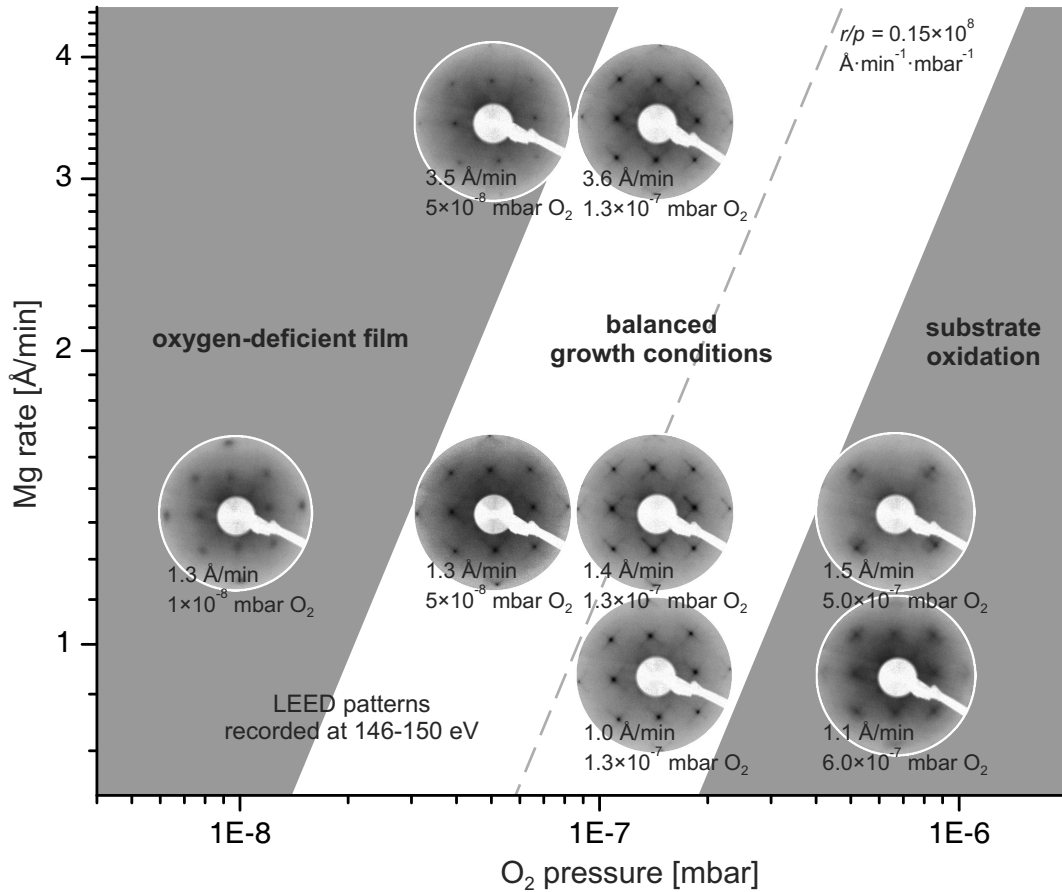 r/p = 0.15×10⁸
Å·min⁻¹·mbar⁻¹
4
3
2
1
Mg rate [Å/min]
3.5 Å/min
5×10⁻⁸ mbar O₂
3.6 Å/min
1.3×10⁻⁷ mbar O₂
oxygen-deficient film
balanced
growth conditions
substrate
oxidation
1.3 Å/min
1×10⁻⁸ mbar O₂
1.3 Å/min
5×10⁻⁸ mbar O₂
1.4 Å/min
1.3×10⁻⁷ mbar O₂
1.5 Å/min
5.0×10⁻⁷ mbar O₂
LEED patterns
recorded at 146-150 eV
1.0 Å/min
1.3×10⁻⁷ mbar O₂
1.1 Å/min
6.0×10⁻⁷ mbar O₂
1E-8
1E-7
1E-6
O₂ pressure [mbar]